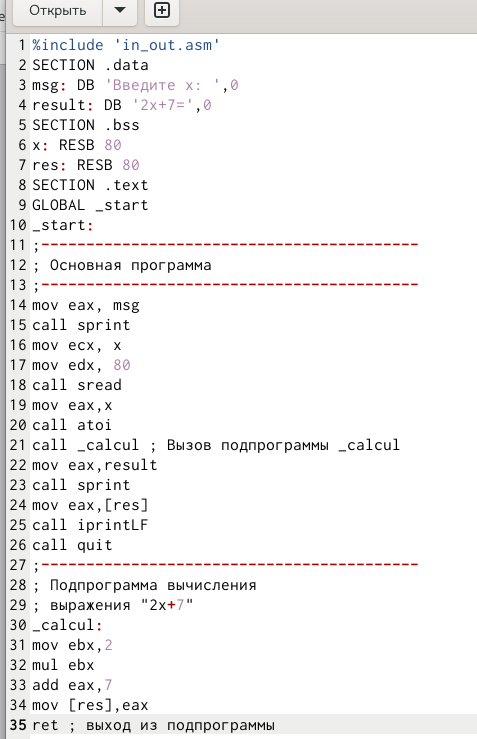 Открыть
1 %include 'in_out.asm'
2 SECTION .data
3 msg: DB 'Введите x: ',0
4 result: DB '2x+7=',0
5 SECTION .bss
6 x: RESB 80
7 res: RESB 80
8 SECTION .text
9 GLOBAL _start
10 _start:
11 ;------------------------------------------
12 ; Основная программа
13 ;------------------------------------------
14 mov eax, msg
15 call sprint
16 mov ecx, x
17 mov edx, 80
18 call sread
19 mov eax,x
20 call atoi
21 call _calcul ; Вызов подпрограммы _calcul
22 mov eax,result
23 call sprint
24 mov eax,[res]
25 call iprintLF
26 call quit
27 ;------------------------------------------
28 ; Подпрограмма вычисления
29 ; выражения "2x+7"
30 _calcul:
31 mov ebx,2
32 mul ebx
33 add eax,7
34 mov [res],eax
35 ret ; выход из подпрограммы